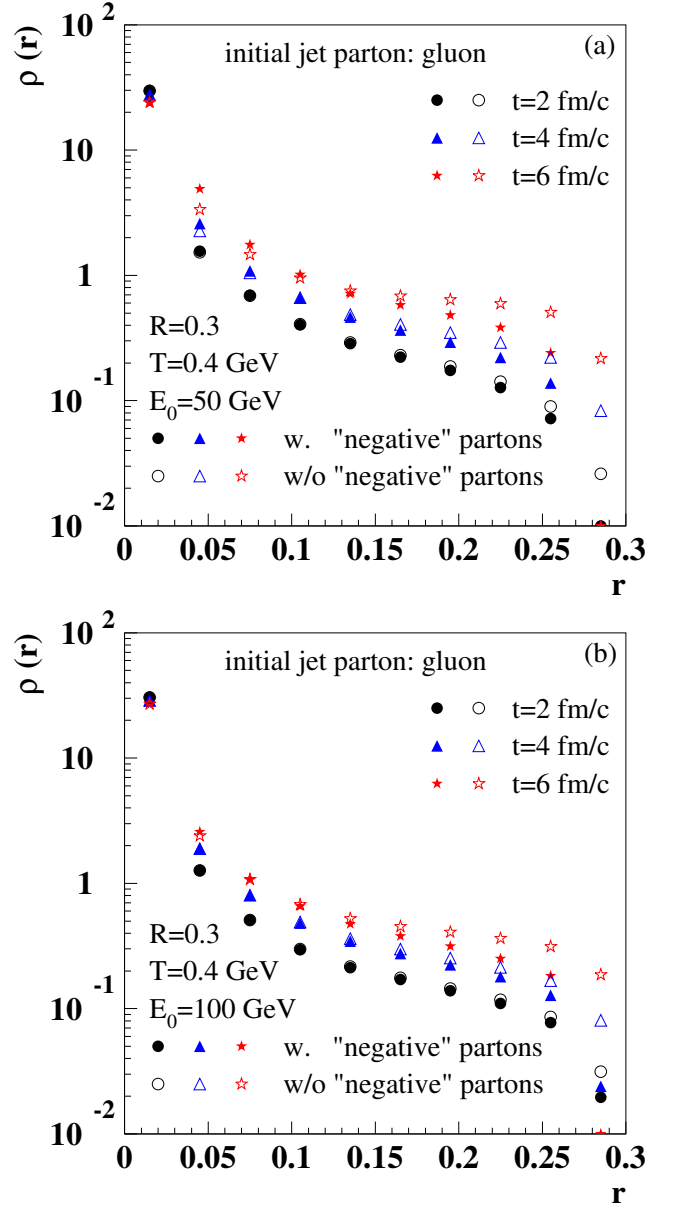 10 2
ρ (r)
initial jet parton: gluon
(a)
t=2 fm/c
10
t=4 fm/c
t=6 fm/c
1
R=0.3
T=0.4 GeV
10 -1
E0=50 GeV
w. "negative" partons
w/o "negative" partons
10 -2
0 0.05 0.1 0.15 0.2 0.25 0.3
r
10 2
ρ (r)
initial jet parton: gluon
(b)
t=2 fm/c
10
t=4 fm/c
t=6 fm/c
1
R=0.3
T=0.4 GeV
10 -1
E0=100 GeV
w. "negative" partons
w/o "negative" partons
10 -2
0 0.05 0.1 0.15 0.2 0.25 0.3
r